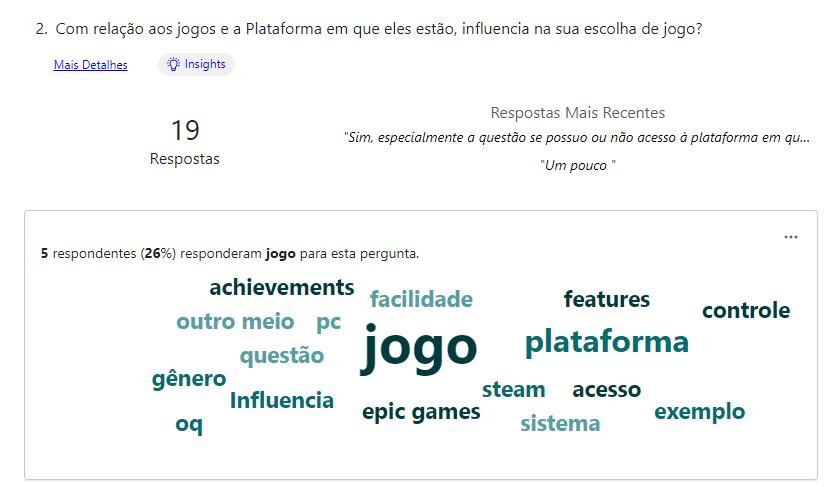 2. Com relação aos jogos e a Plataforma em que eles estão, influencia na sua escolha de jogo?
Mais Detalhes
Insights
19
Respostas
Respostas Mais Recentes
"Sim, especialmente a questão se possuo ou não acesso à plataforma em qu...
"Um pouco "
...
5 respondentes (26%) responderam jogo para esta pergunta.
achievements
facilidade
features
controle
outro meio
pc
jogo
plataforma
questão
gênero
Influencia
steam
acesso
epic games
exemplo
oq
sistema